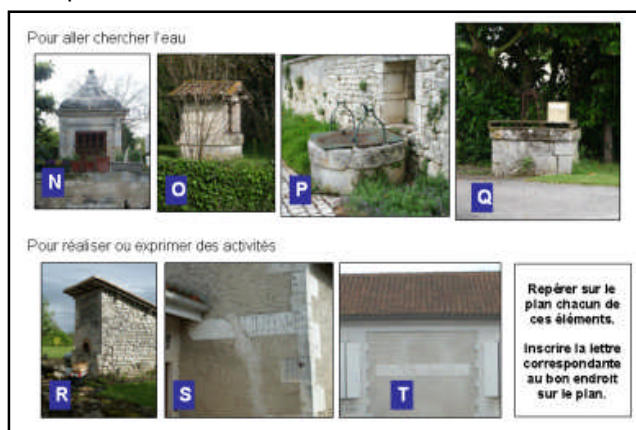 Pour aller chercher l'eau
N
O
P
Q
Pour réaliser ou exprimer des activités
R
S
T
Repérer sur le
plan chacun de
ces éléments.
Inscrire la lettre
correspondante
au bon endroit
sur le plan.